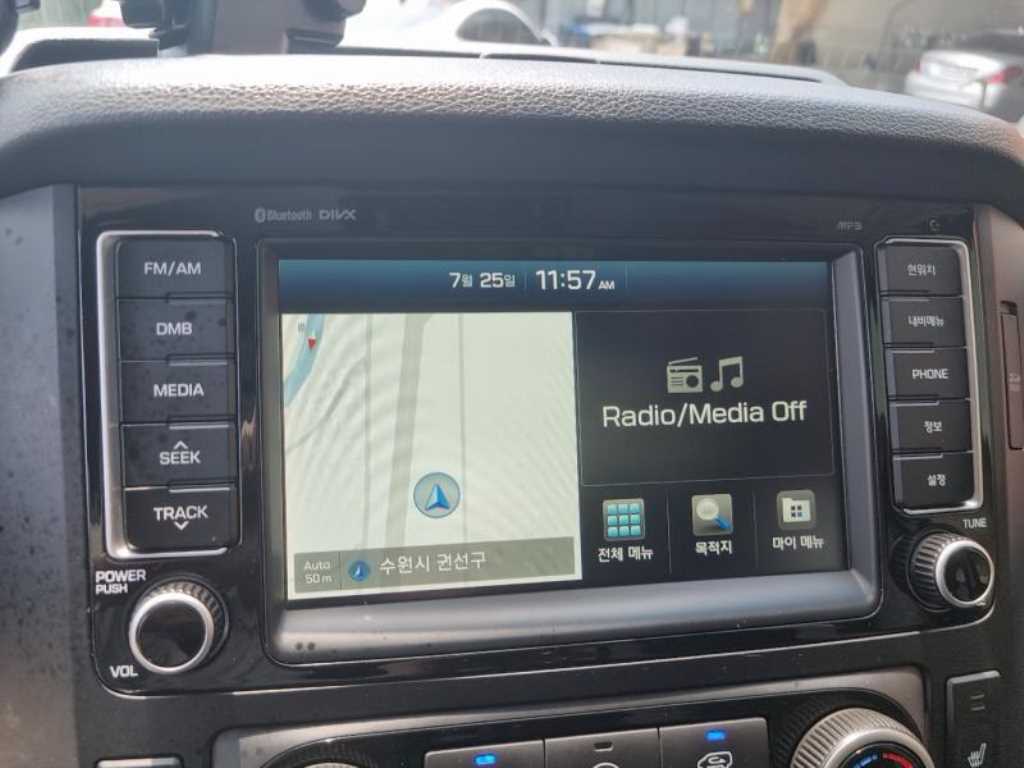 Bluetooth DIVX
MP3
FM/AM
DMB
MEDIA
SEEK
TRACK
POWER
PUSH
VOL
7월 25일 11:57 AM
Radio/Media Off
Auto
50 m
수원시 권선구
전체 메뉴
목적지
마이 메뉴
현위치
내비메뉴
PHONE
정보
설정
TUNE